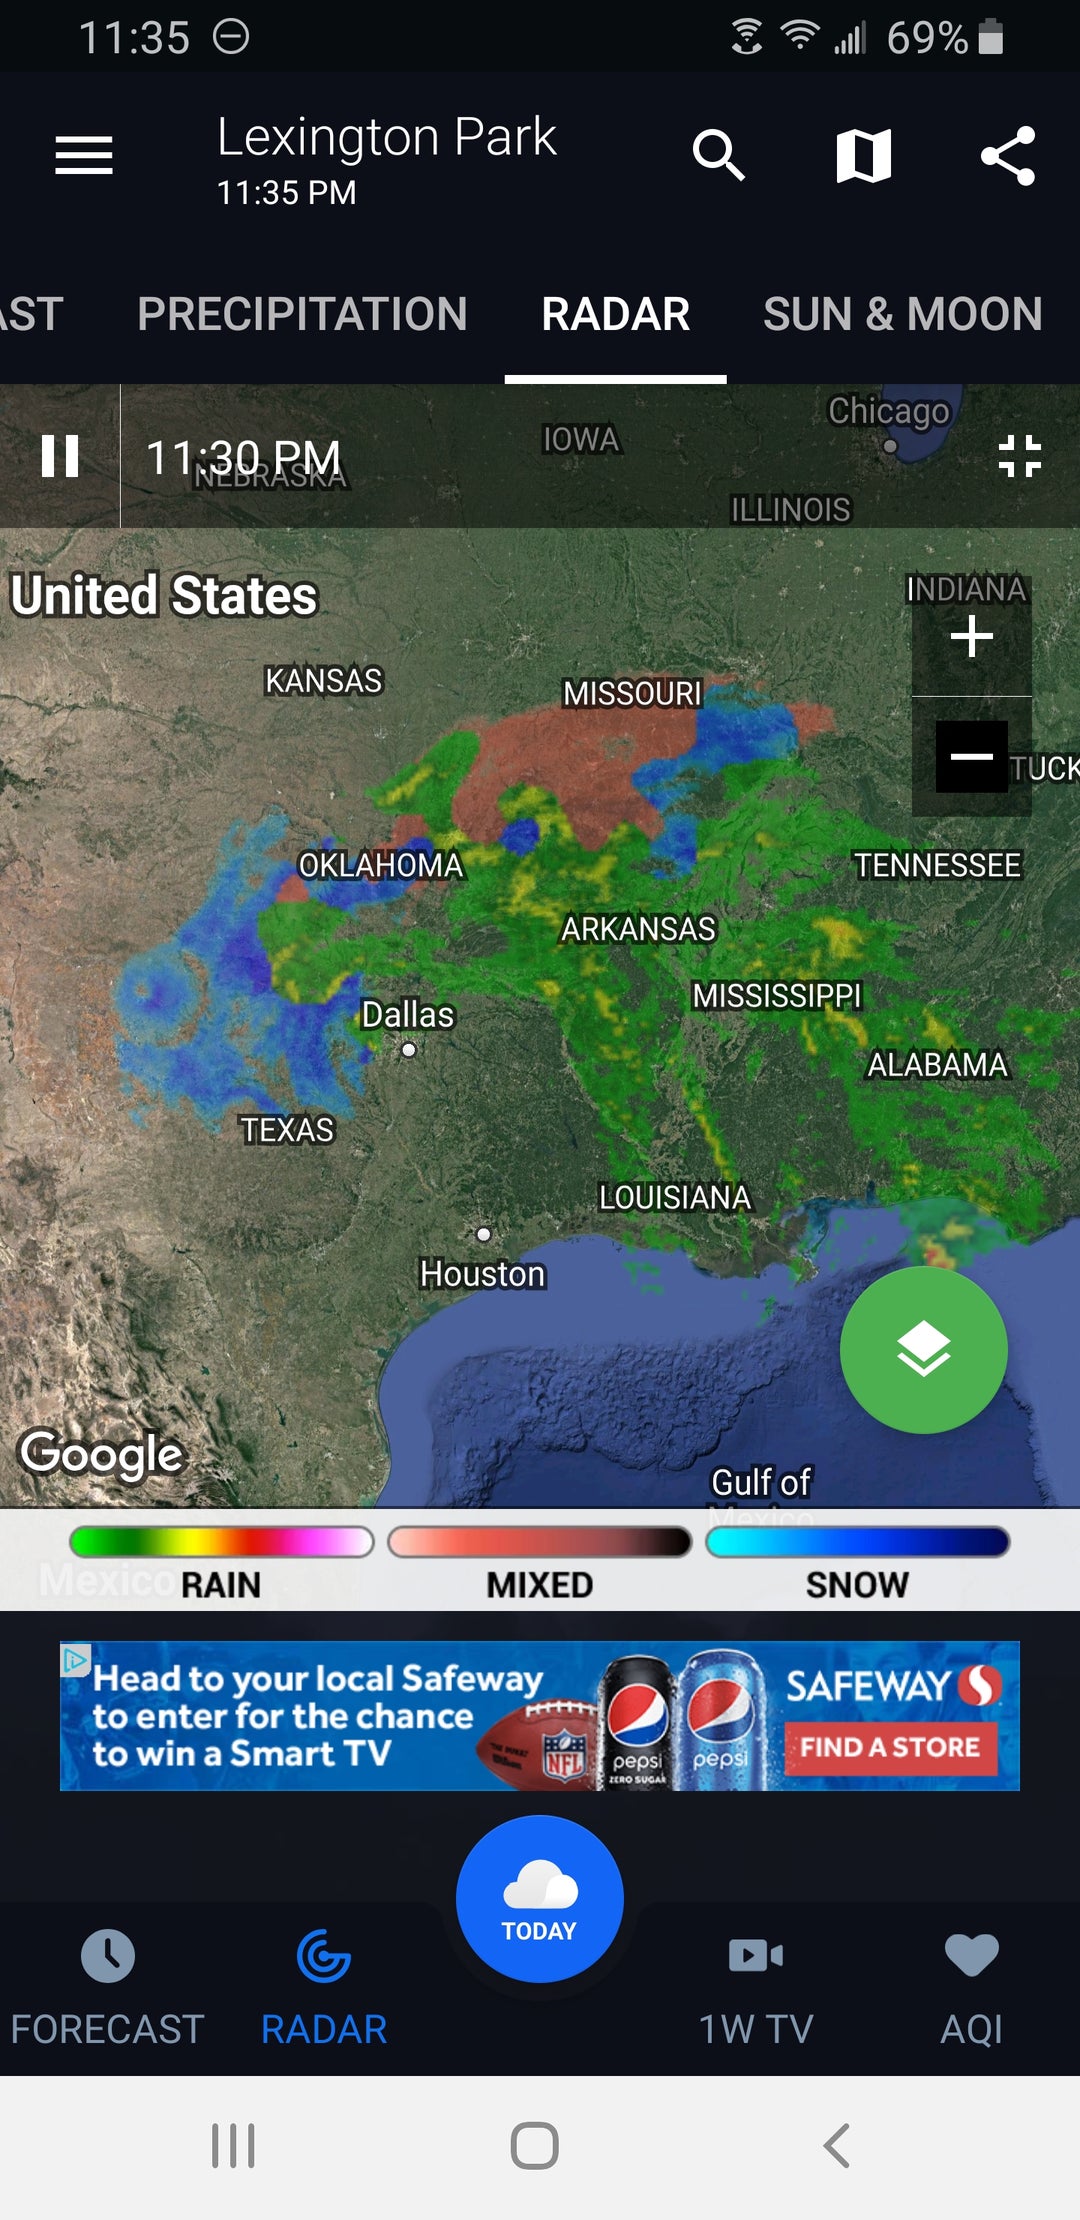 11:35 69%
Lexington Park
11:35 PM
AST PRECIPITATION RADAR SUN & MOON
Chicago
IOWA
11:30 PM
NEBRASKA
ILLINOIS
INDIANA
United States
+
KANSAS
MISSOURI
−
TUCK
OKLAHOMA
TENNESSEE
ARKANSAS
MISSISSIPPI
Dallas
ALABAMA
TEXAS
LOUISIANA
Houston
Google
Gulf of
Mexico
Mexico
RAIN MIXED SNOW
Head to your local Safeway
to enter for the chance
to win a Smart TV
NFL
pepsi
ZERO SUGAR
pepsi
SAFEWAY
FIND A STORE
TODAY
FORECAST RADAR 1W TV AQI